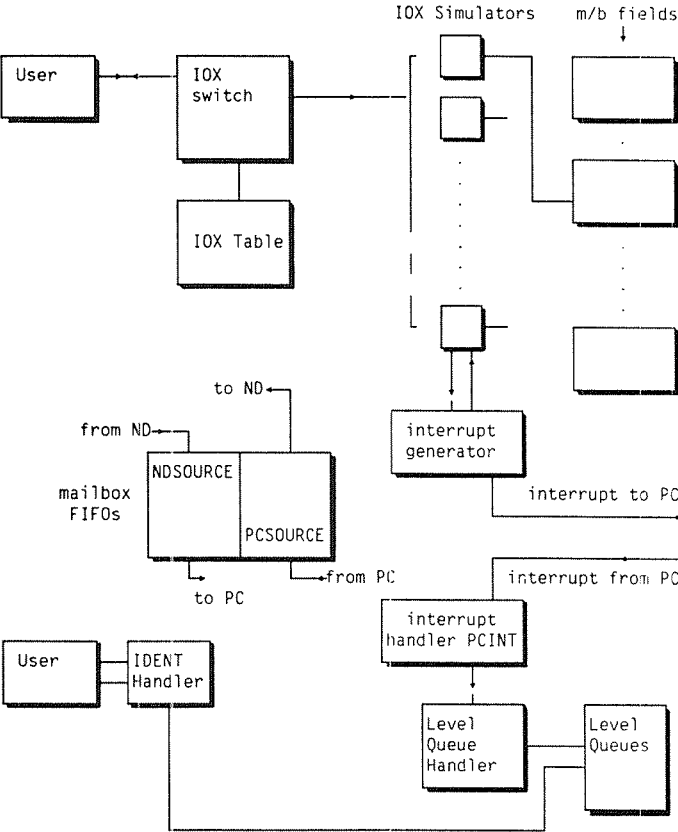 IOX Simulators
m/b fields
User
IOX
switch
IOX Table
to ND
from ND
NDSOURCE
mailbox
FIFOs
PCSOURCE
from PC
to PC
interrupt
generator
interrupt to PC
interrupt from PC
interrupt
handler PCINT
User
IDENT
Handler
Level
Queue
Handler
Level
Queues